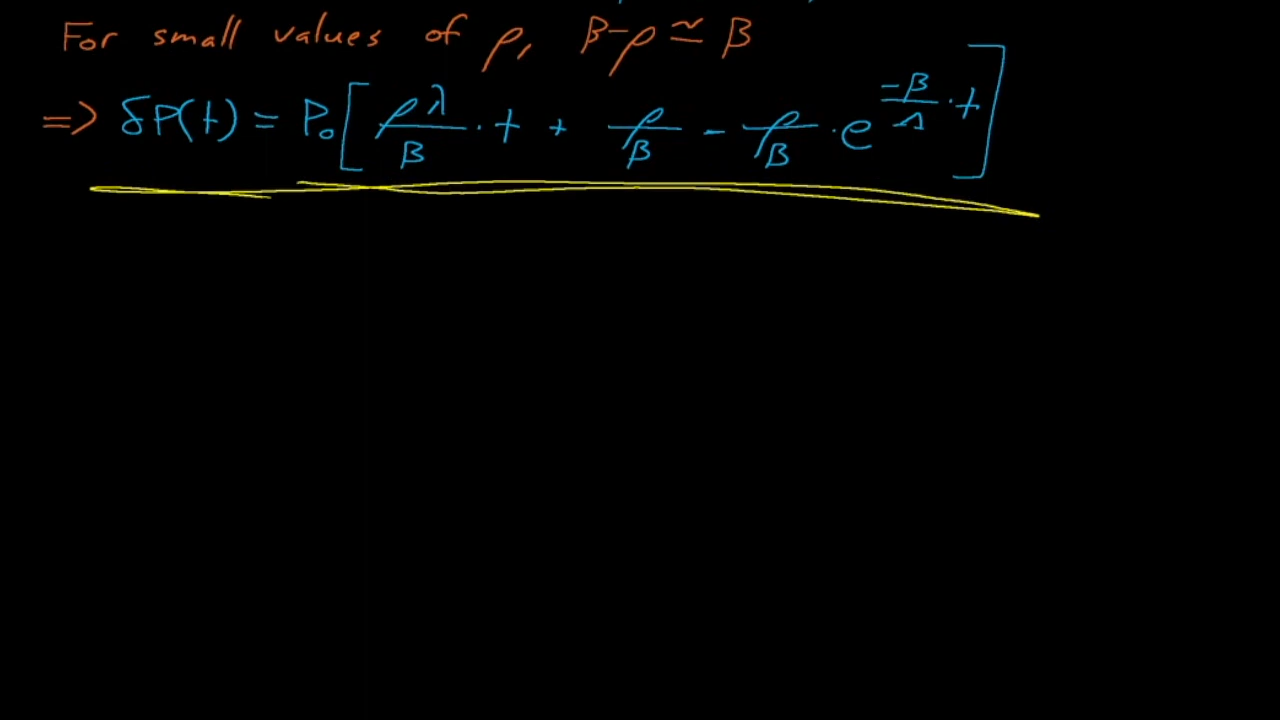 For small values of ρ, β-ρ ≃ β
=> δP(t) = P₀[ρλ/β · t + ρ/β - ρ/β · e^(-β/Λ · t)]